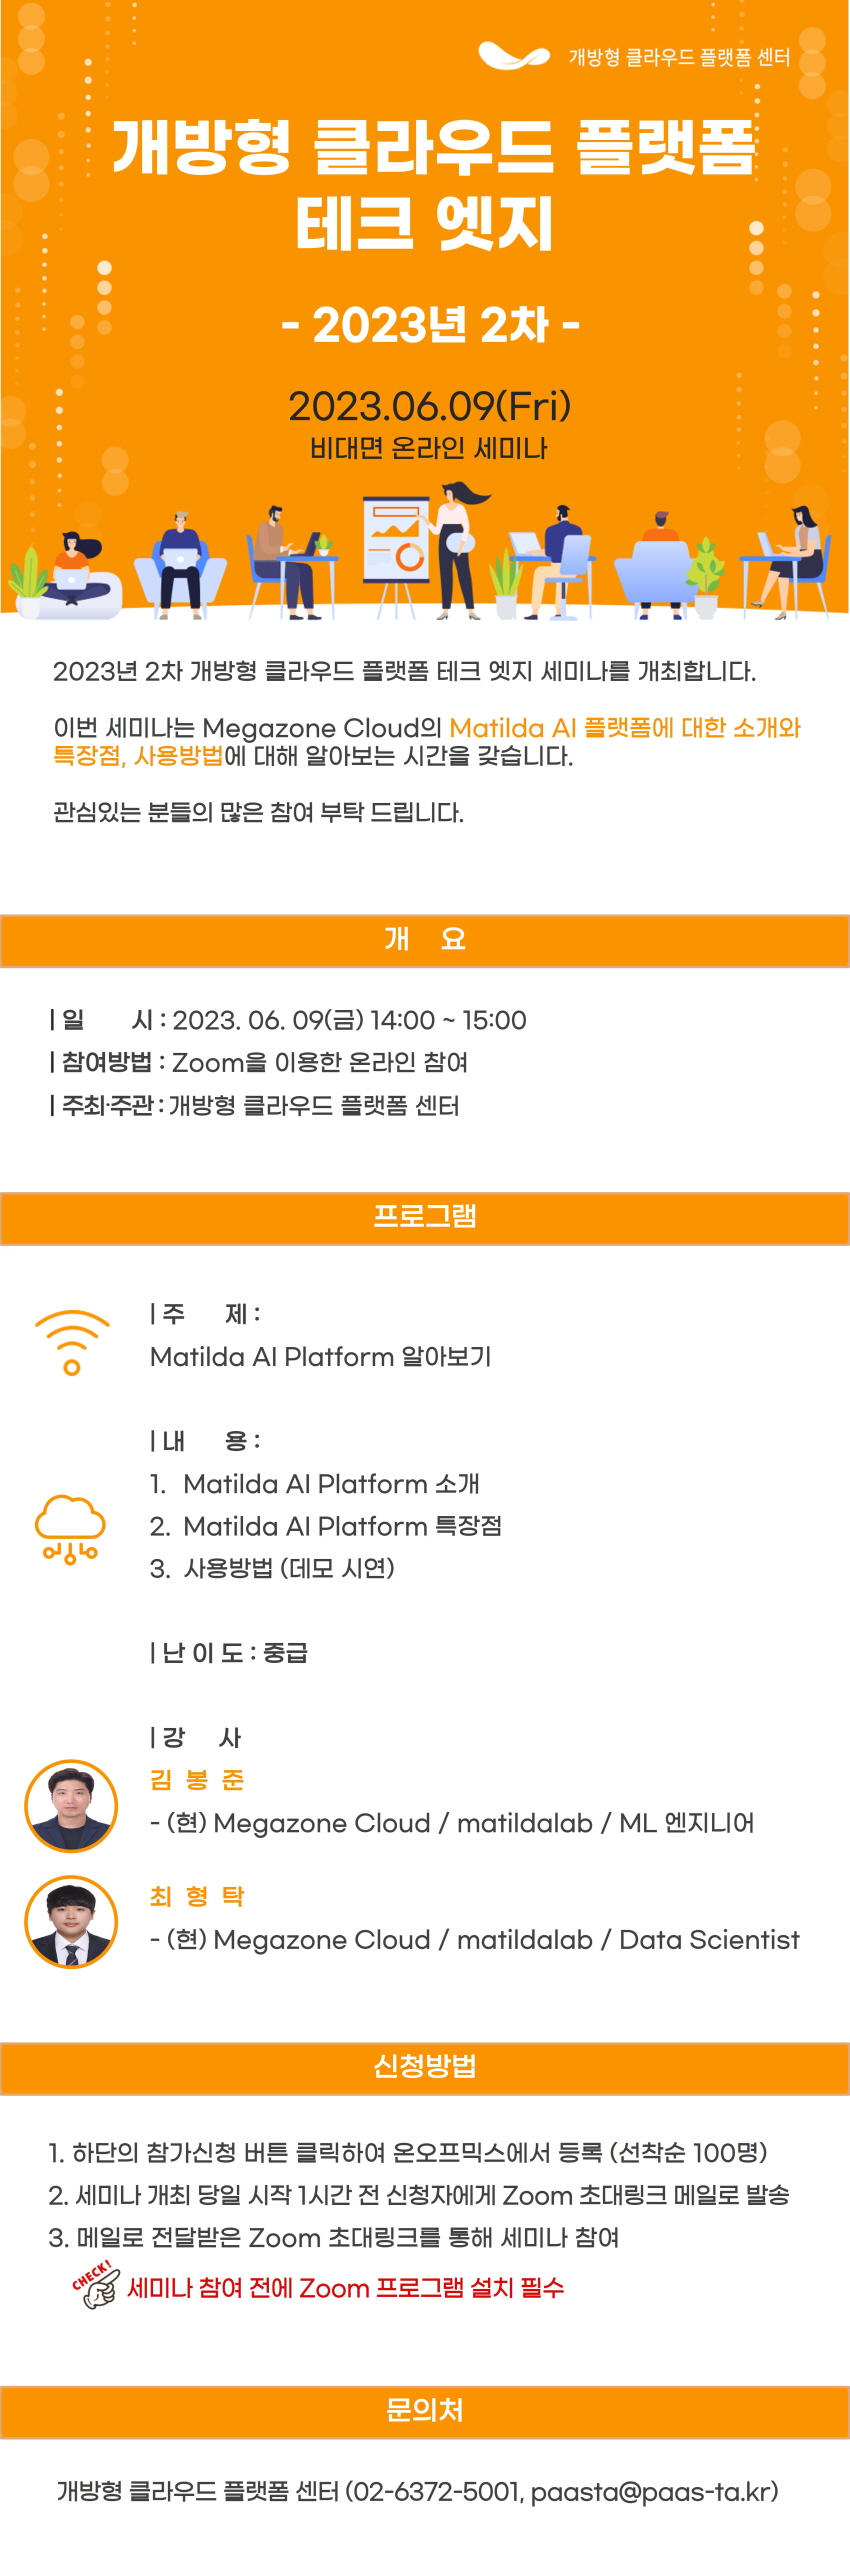 개방형 클라우드 플랫폼 센터
개방형 클라우드 플랫폼
테크 엣지
- 2023년 2차 -
2023.06.09(Fri)
비대면 온라인 세미나
2023년 2차 개방형 클라우드 플랫폼 테크 엣지 세미나를 개최합니다.
이번 세미나는 Megazone Cloud의 Matilda AI 플랫폼에 대한 소개와
특장점, 사용방법에 대해 알아보는 시간을 갖습니다.
관심있는 분들의 많은 참여 부탁 드립니다.
개 요
| 일 시 : 2023. 06. 09(금) 14:00 ~ 15:00
| 참여방법 : Zoom을 이용한 온라인 참여
| 주최·주관 : 개방형 클라우드 플랫폼 센터
프로그램
| 주 제 :
Matilda AI Platform 알아보기
| 내 용 :
1. Matilda AI Platform 소개
2. Matilda AI Platform 특장점
3. 사용방법 (데모 시연)
| 난 이 도 : 중급
| 강 사
김 봉 준
- (현) Megazone Cloud / matildalab / ML 엔지니어
최 형 탁
- (현) Megazone Cloud / matildalab / Data Scientist
신청방법
1. 하단의 참가신청 버튼 클릭하여 온오프믹스에서 등록 (선착순 100명)
2. 세미나 개최 당일 시작 1시간 전 신청자에게 Zoom 초대링크 메일로 발송
3. 메일로 전달받은 Zoom 초대링크를 통해 세미나 참여
CHECK!
세미나 참여 전에 Zoom 프로그램 설치 필수
문의처
개방형 클라우드 플랫폼 센터 (02-6372-5001, paasta@paas-ta.kr)